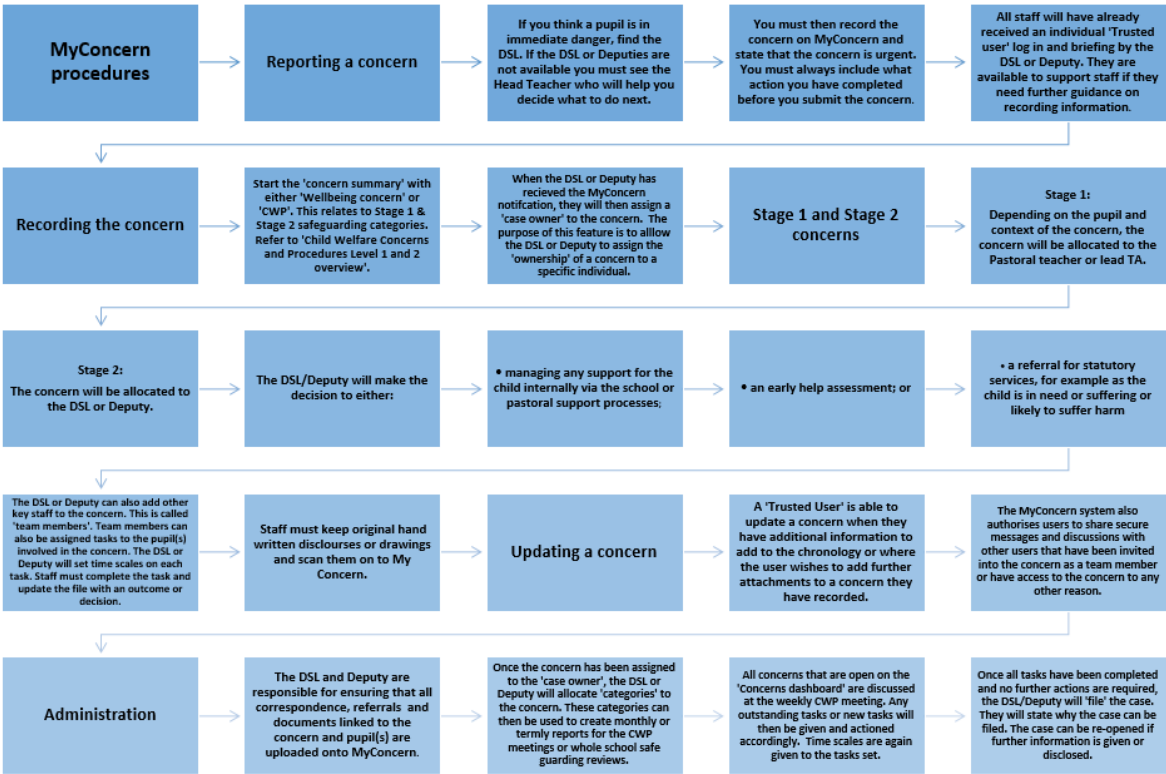 MyConcern
procedures
Reporting a concern
If you think a pupil is in
immediate danger, find the
DSL. If the DSL or Deputies are
not available you must see the
Head Teacher who will help you
decide what to do next.
You must then record the
concern on MyConcern and
state that the concern is urgent.
You must always include what
action you have completed
before you submit the concern.
All staff will have already
received an individual 'Trusted
user' log in and briefing by the
DSL or Deputy. They are
available to support staff if they
need further guidance on
recording information.
Recording the concern
Start the 'concern summary' with
either 'Wellbeing concern' or
'CWP'. This relates to Stage 1 &
Stage 2 safeguarding categories.
Refer to 'Child Welfare Concerns
and Procedures Level 1 and 2
overview'.
When the DSL or Deputy has
recieved the MyConcern
notifcation, they will then assign a
'case owner' to the concern. The
purpose of this feature is to alllow
the DSL or Deputy to assign the
'ownership' of a concern to a
specific individual.
Stage 1 and Stage 2
concerns
Stage 1:
Depending on the pupil and
context of the concern, the
concern will be allocated to the
Pastoral teacher or lead TA.
Stage 2:
The concern will be allocated to
the DSL or Deputy.
The DSL/Deputy will make the
decision to either:
• managing any support for the
child internally via the school or
pastoral support processes;
• an early help assessment; or
• a referral for statutory
services, for example as the
child is in need or suffering or
likely to suffer harm
The DSL or Deputy can also add other
key staff to the concern. This is called
'team members'. Team members can
also be assigned tasks to the pupil(s)
involved in the concern. The DSL or
Deputy will set time scales on each
task. Staff must complete the task and
update the file with an outcome or
decision.
Staff must keep original hand
written disclourses or drawings
and scan them on to My
Concern.
Updating a concern
A 'Trusted User' is able to
update a concern when they
have additional information to
add to the chronology or where
the user wishes to add further
attachments to a concern they
have recorded.
The MyConcern system also
authorises users to share secure
messages and discussions with
other users that have been invited
into the concern as a team member
or have access to the concern to any
other reason.
Administration
The DSL and Deputy are
responsible for ensuring that all
correspondence, referrals and
documents linked to the
concern and pupil(s) are
uploaded onto MyConcern.
Once the concern has been assigned
to the 'case owner', the DSL or
Deputy will allocate 'categories' to
the concern. These categories can
then be used to create monthly or
termly reports for the CWP
meetings or whole school safe
guarding reviews.
All concerns that are open on the
'Concerns dashboard' are discussed
at the weekly CWP meeting. Any
outstanding tasks or new tasks will
then be given and actioned
accordingly. Time scales are again
given to the tasks set.
Once all tasks have been completed
and no further actions are required,
the DSL/Deputy will 'file' the case.
They will state why the case can be
filed. The case can be re-opened if
further information is given or
disclosed.